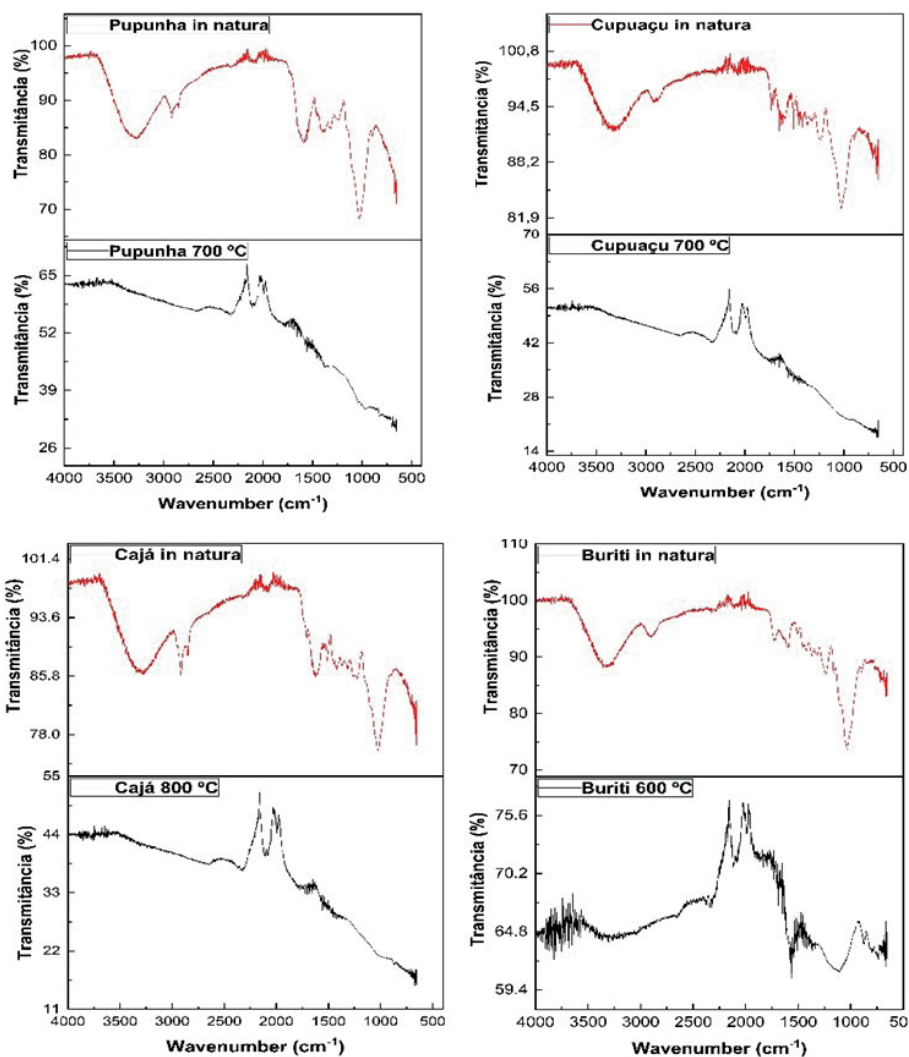 Pupunha in natura
100
90
80
70
Transmitância (%)
Pupunha 700 ºC
65
52
39
26
Transmitância (%)
4000 3500 3000 2500 2000 1500 1000 500
Wavenumber (cm⁻¹)
Cupuaçu in natura
100,8
94,5
88,2
81,9
Transmitância (%)
70
Cupuaçu 700 ºC
56
42
28
14
Transmitância (%)
4000 3500 3000 2500 2000 1500 1000 500
Wavenumber (cm⁻¹)
Cajá in natura
101.4
93.6
85.8
78.0
Transmitância (%)
55
Cajá 800 ºC
44
33
22
11
Transmitância (%)
4000 3500 3000 2500 2000 1500 1000 500
Wavenumber (cm⁻¹)
110
Buriti in natura
100
90
80
70
Transmitância (%)
Buriti 600 ºC
75.6
70.2
64.8
59.4
Transmitância (%)
4000 3500 3000 2500 2000 1500 1000 500
Wavenumber (cm⁻¹)